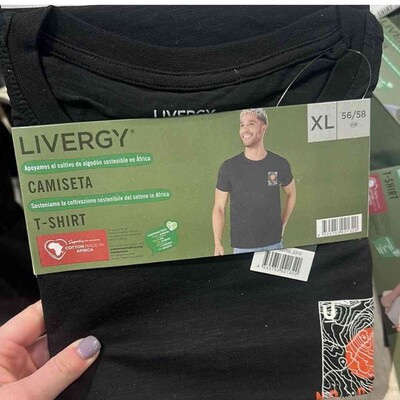 LIVERGY
LIVERGY®
XL
56/58
Apoyamos el cultivo de algodón sostenible en África
CAMISETA
Sosteniamo la coltivazione sostenibile del cotone in Africa
T-SHIRT
Supporting
COTTON MADE IN
AFRICA